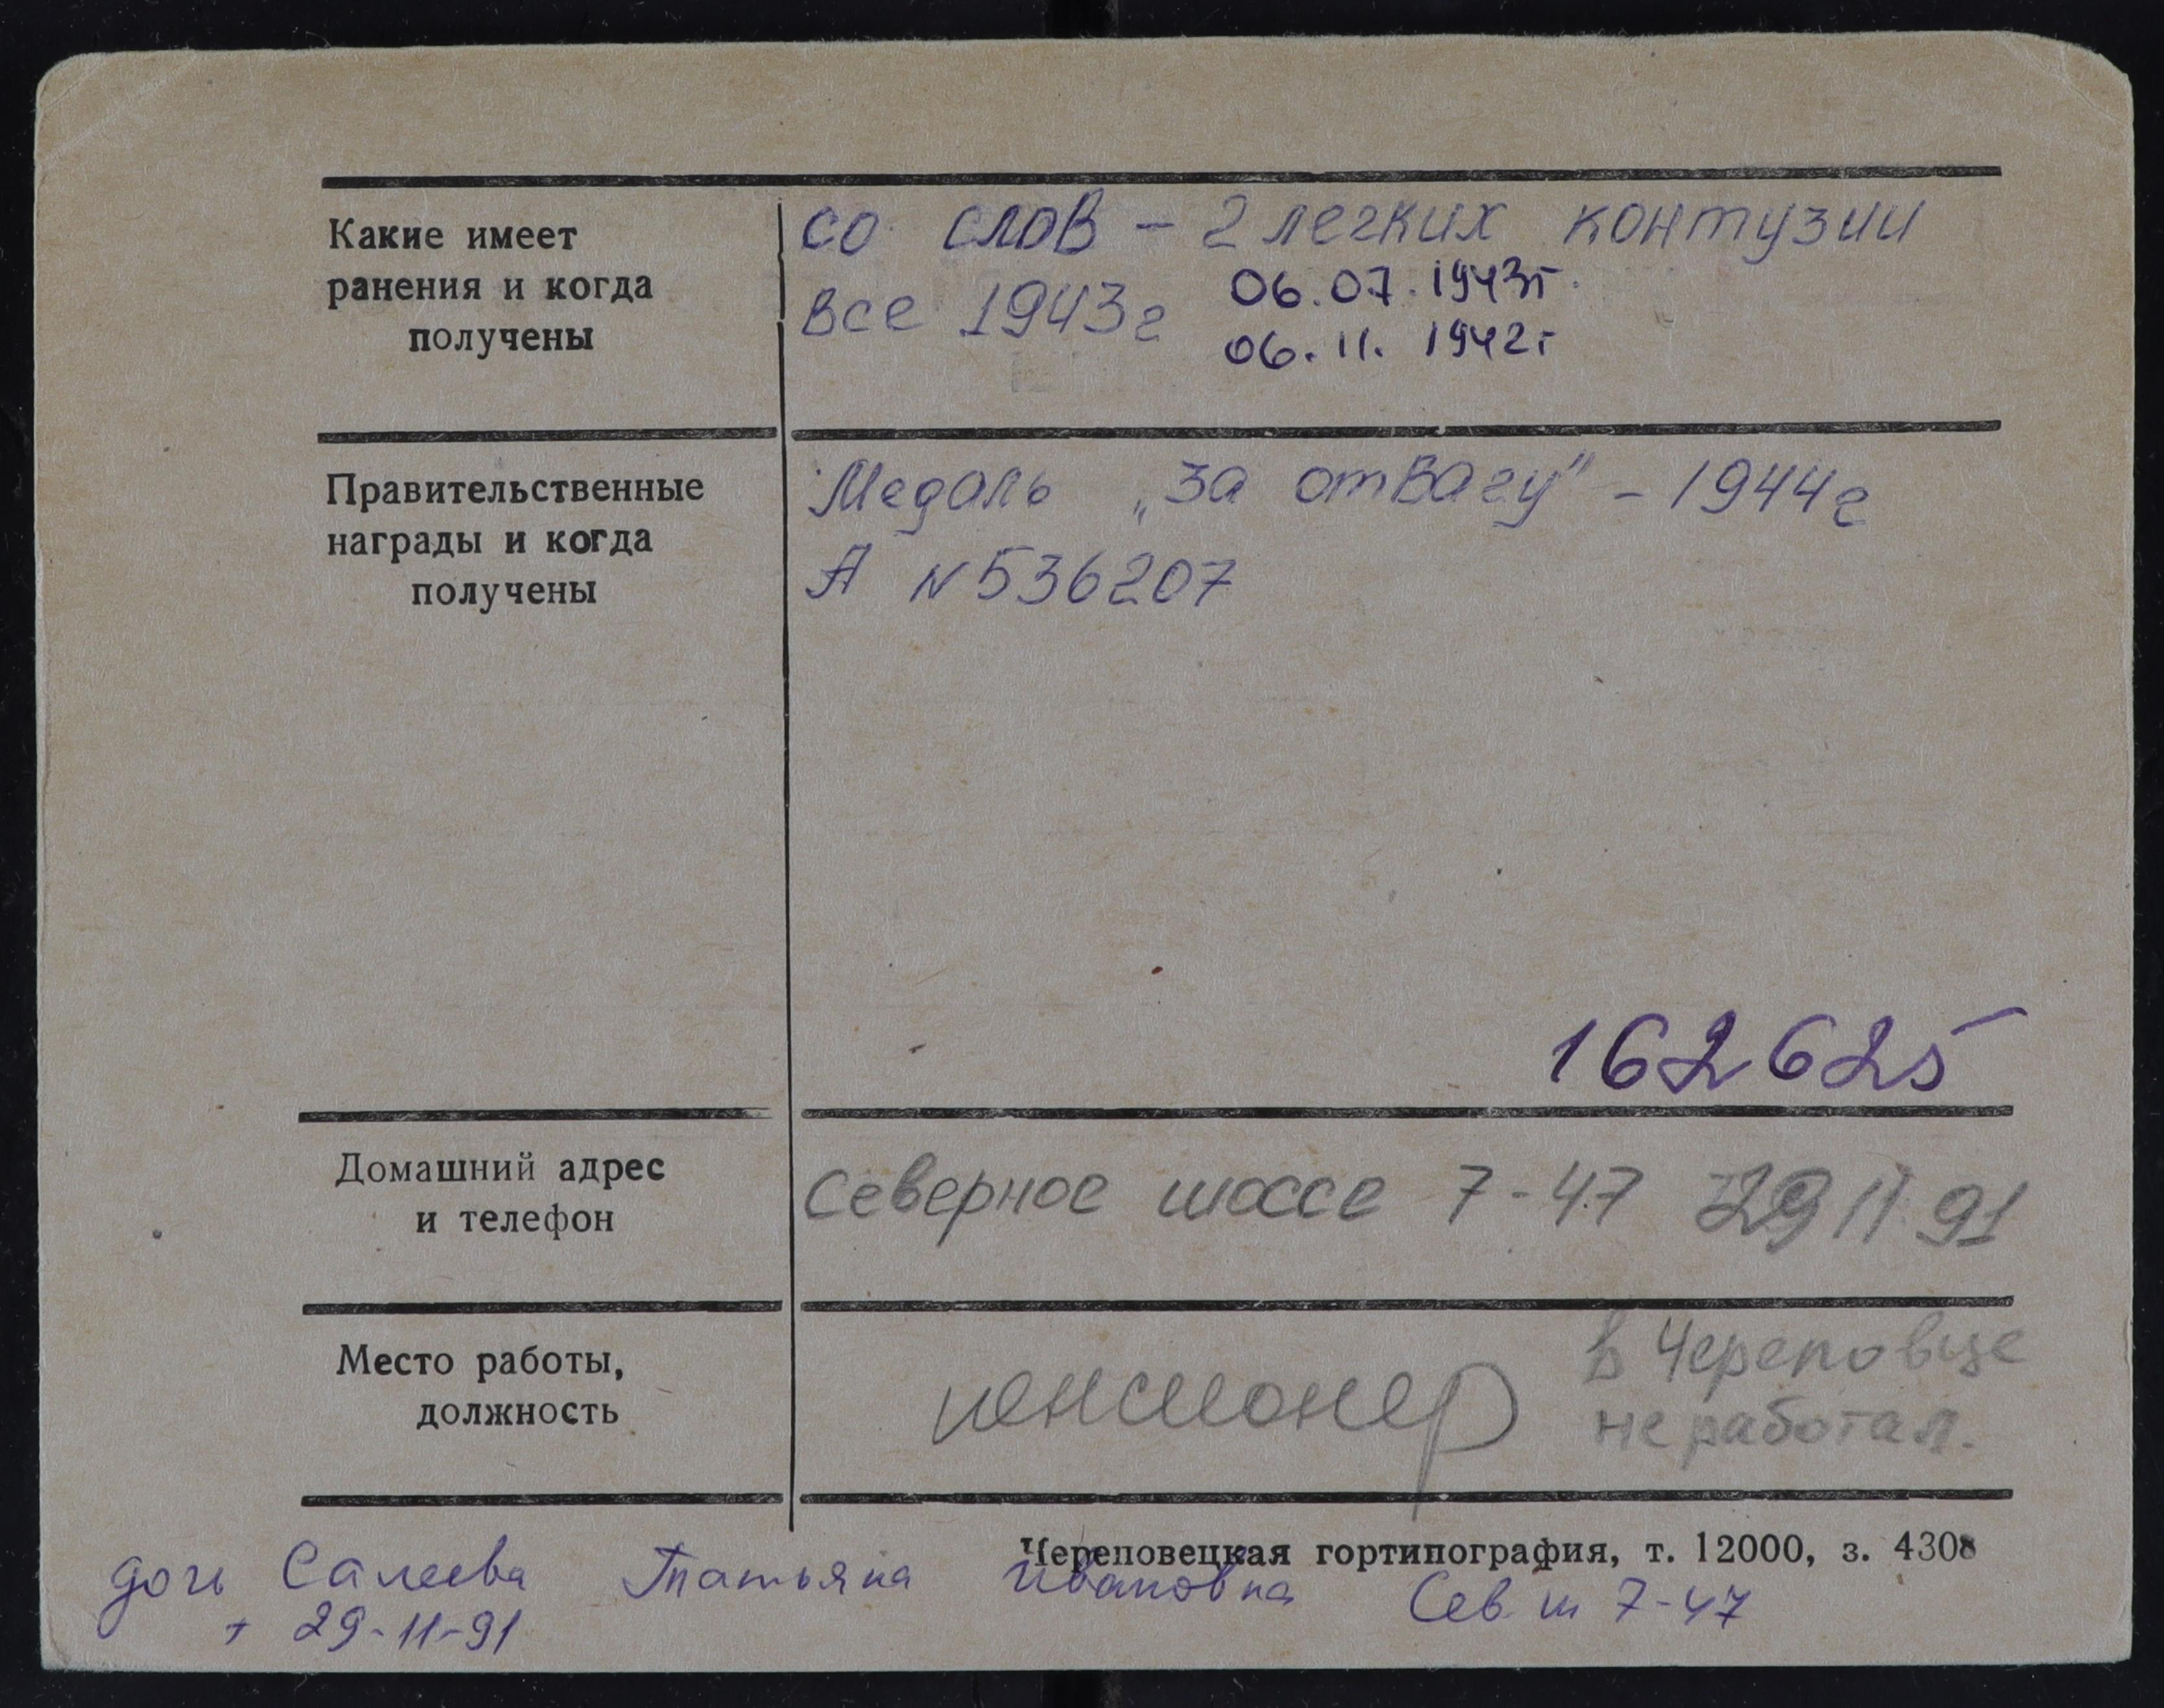 Какие имеет
ранения и когда
получены
со слов - 2 легких контузии
все 1943г 06.07.1943г.
06.11.1942г
Правительственные
награды и когда
получены
Медаль „За отвагу" - 1944г
А N 536207
162625
Домашний адрес
и телефон
Северное шоссе 7-47 29 11 91
Место работы,
должность
пенсионер
в Череповце
не работал.
Череповецкая гортипография, т. 12000, з. 4308
дочь Татьяна Ивановна Сев ш 7-47
+ 29-11-91